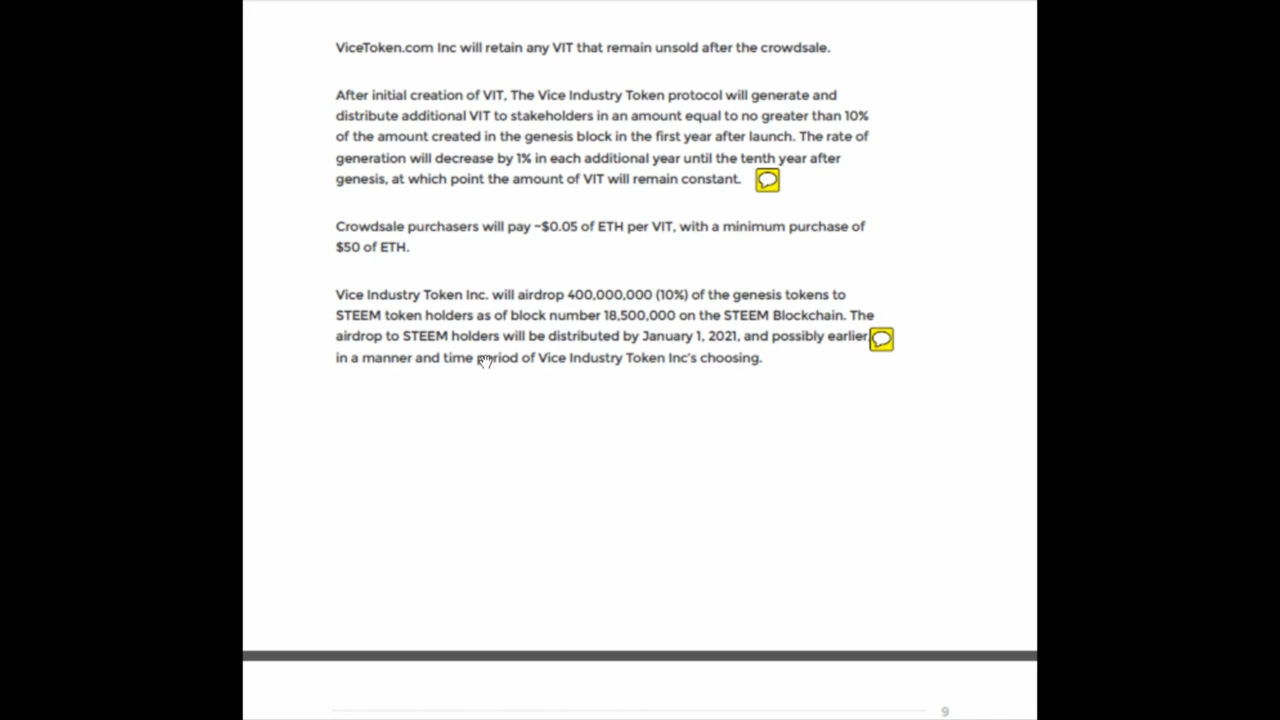 ViceToken.com Inc will retain any VIT that remain unsold after the crowdsale.
After initial creation of VIT, The Vice Industry Token protocol will generate and
distribute additional VIT to stakeholders in an amount equal to no greater than 10%
of the amount created in the genesis block in the first year after launch. The rate of
generation will decrease by 1% in each additional year until the tenth year after
genesis, at which point the amount of VIT will remain constant.
Crowdsale purchasers will pay ~$0.05 of ETH per VIT, with a minimum purchase of
$50 of ETH.
Vice Industry Token Inc. will airdrop 400,000,000 (10%) of the genesis tokens to
STEEM token holders as of block number 18,500,000 on the STEEM Blockchain. The
airdrop to STEEM holders will be distributed by January 1, 2021, and possibly earlier,
in a manner and time period of Vice Industry Token Inc's choosing.
9